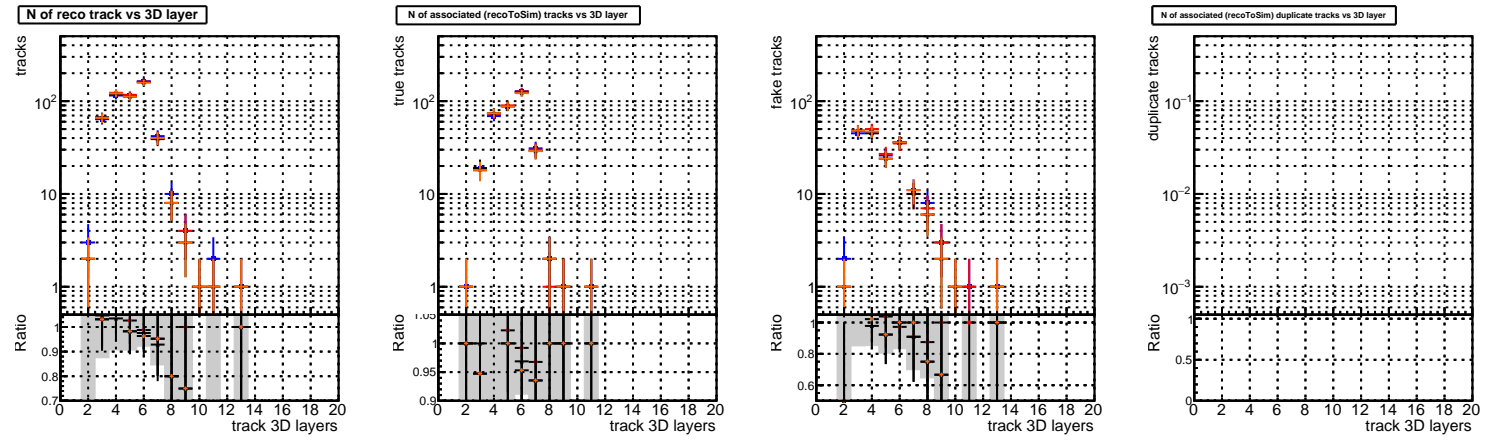 N of reco track vs 3D layer
tracks
10²
10
1
Ratio
1
0.9
0.8
0.7
0 2 4 6 8 10 12 14 16 18 20
track 3D layers
N of associated (recoToSim) tracks vs 3D layer
true tracks
10²
10
1
Ratio
1.05
1
0.95
0.9
0 2 4 6 8 10 12 14 16 18 20
track 3D layers
fake tracks
10²
10
1
Ratio
1
0.8
0.6
0 2 4 6 8 10 12 14 16 18 20
track 3D layers
N of associated (recoToSim) duplicate tracks vs 3D layer
duplicate tracks
10⁻¹
10⁻²
10⁻³
Ratio
1
0.5
0
0 2 4 6 8 10 12 14 16 18 20
track 3D layers